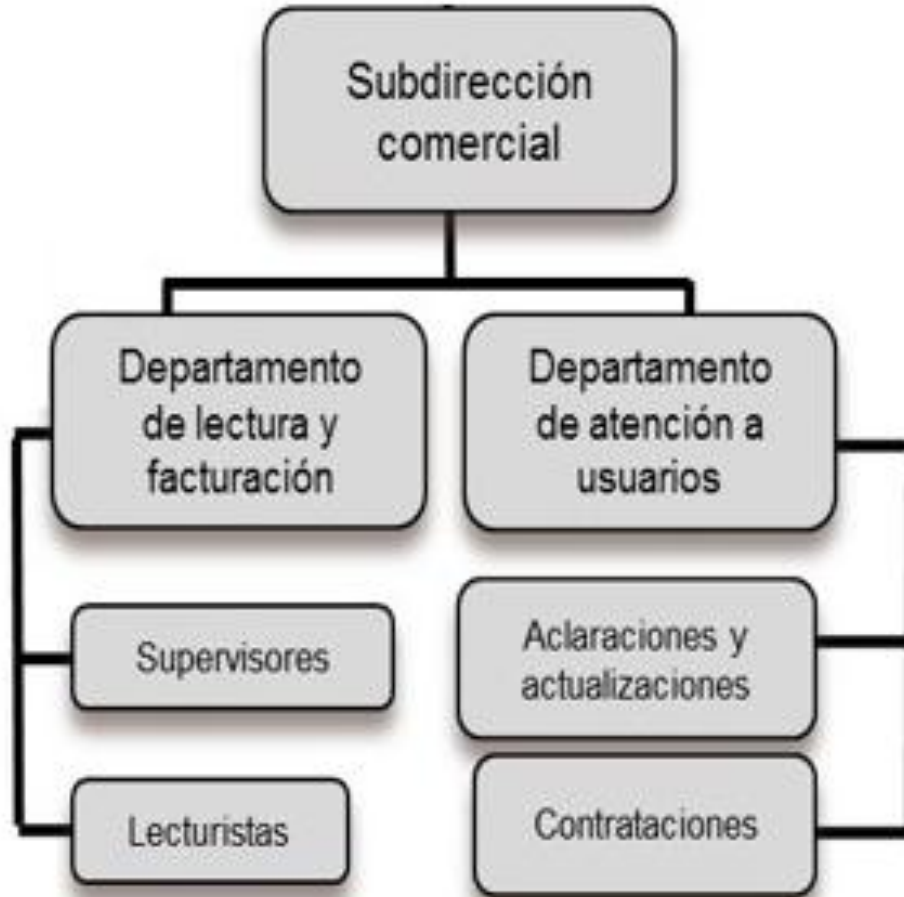 Subdirección
comercial
Departamento
de lectura y
facturación
Departamento
de atención a
usuarios
Supervisores
Aclaraciones y
actualizaciones
Lecturistas
Contrataciones